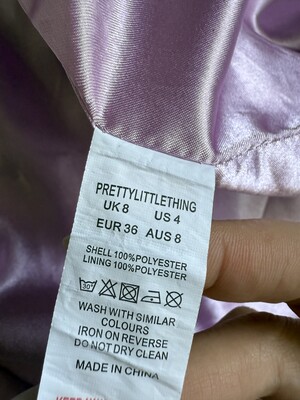 PRETTYLITTLETHING
UK 8 US 4
EUR 36 AUS 8
SHELL 100%POLYESTER
LINING 100%POLYESTER
30°
WASH WITH SIMILAR
COLOURS
IRON ON REVERSE
DO NOT DRY CLEAN
MADE IN CHINA